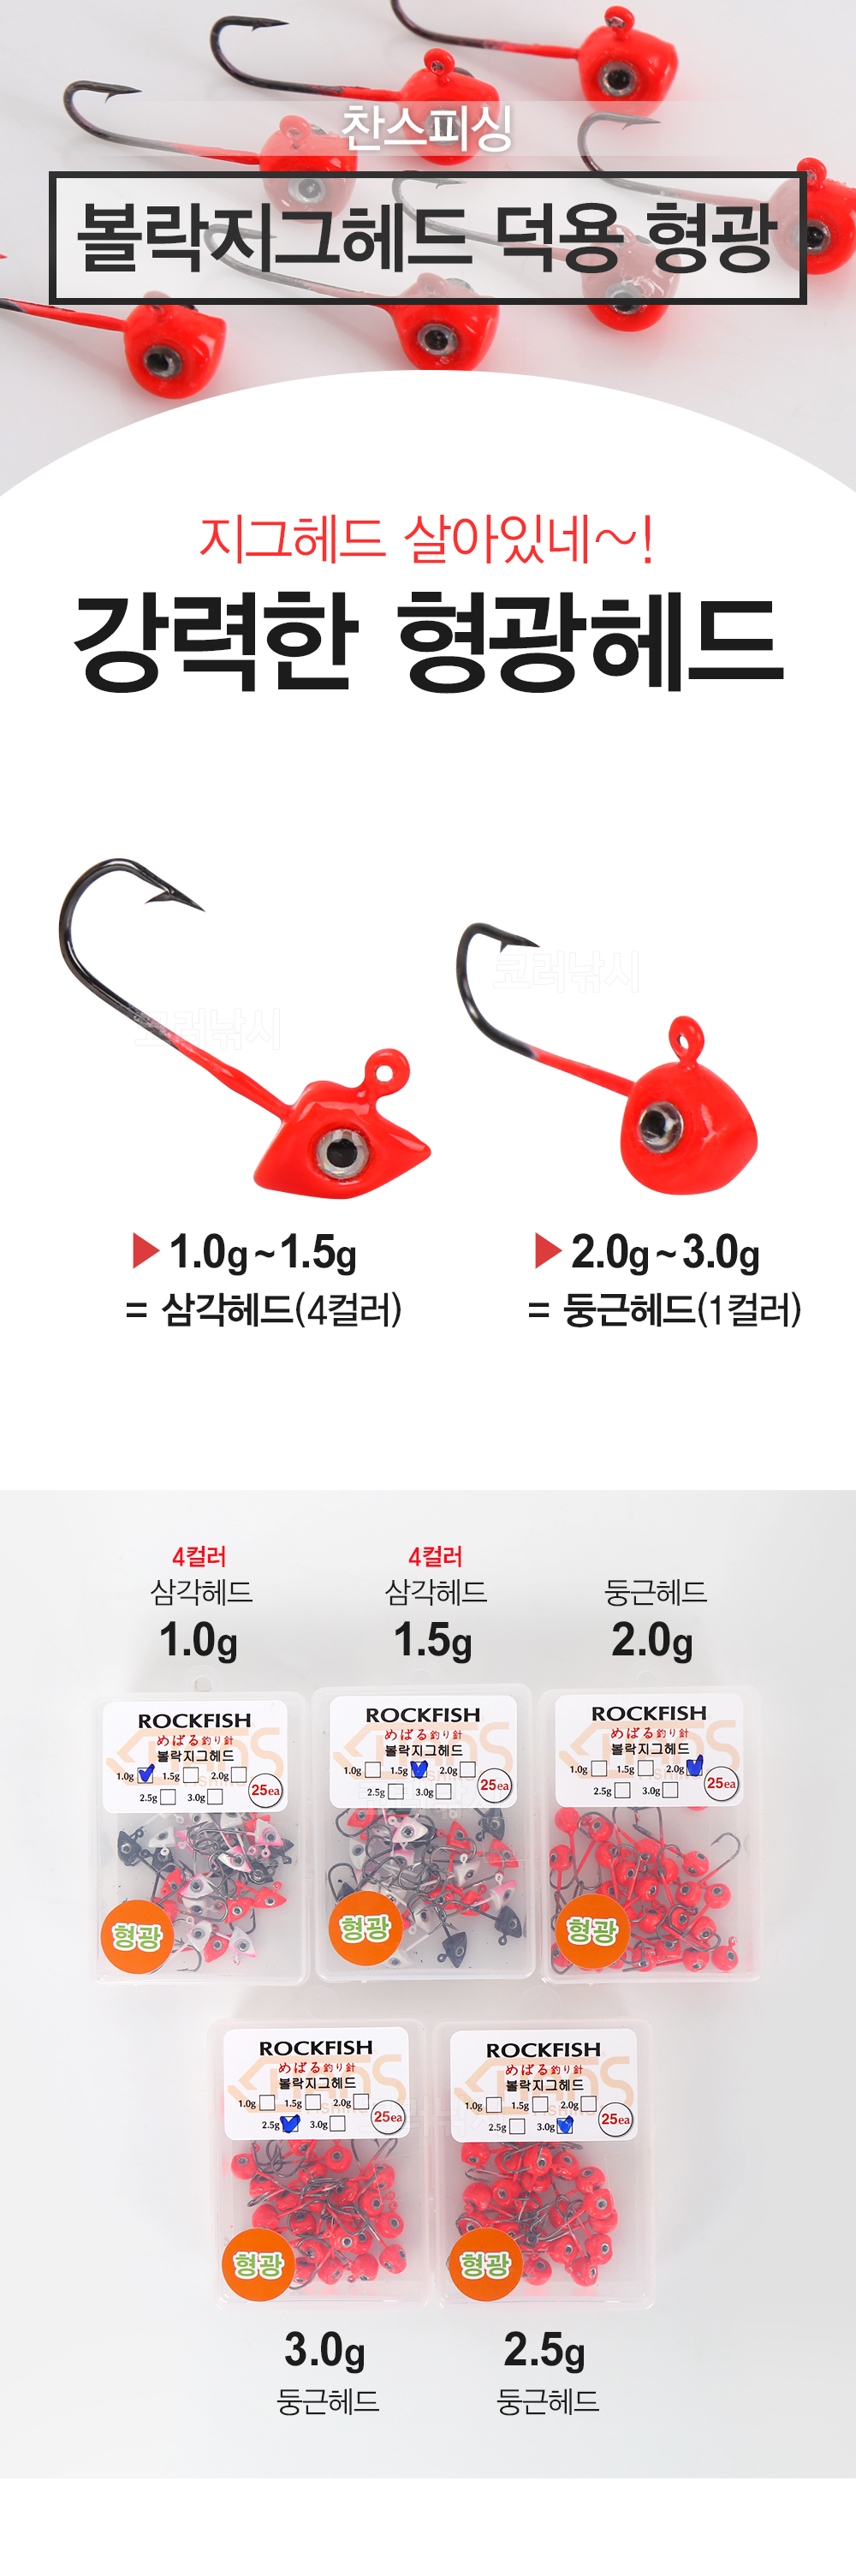 찬스피싱
볼락지그헤드 덕용 형광
지그헤드 살아있네~!
강력한 형광헤드
코러낚시
코러낚시
▶1.0g~1.5g
= 삼각헤드(4컬러)
▶2.0g~3.0g
= 둥근헤드(1컬러)
4컬러
삼각헤드
1.0g
4컬러
삼각헤드
1.5g
둥근헤드
2.0g
ROCKFISH
めばる釣り針
볼락지그헤드
1.0g 1.5g 2.0g
2.5g 3.0g
25ea
형광
ROCKFISH
めばる釣り針
볼락지그헤드
1.0g 1.5g 2.0g
2.5g 3.0g
25ea
형광
ROCKFISH
めばる釣り針
볼락지그헤드
1.0g 1.5g 2.0g
2.5g 3.0g
25ea
형광
ROCKFISH
めばる釣り針
볼락지그헤드
1.0g 1.5g 2.0g
2.5g 3.0g
25ea
형광
ROCKFISH
めばる釣り針
볼락지그헤드
1.0g 1.5g 2.0g
2.5g 3.0g
25ea
형광
3.0g
둥근헤드
2.5g
둥근헤드